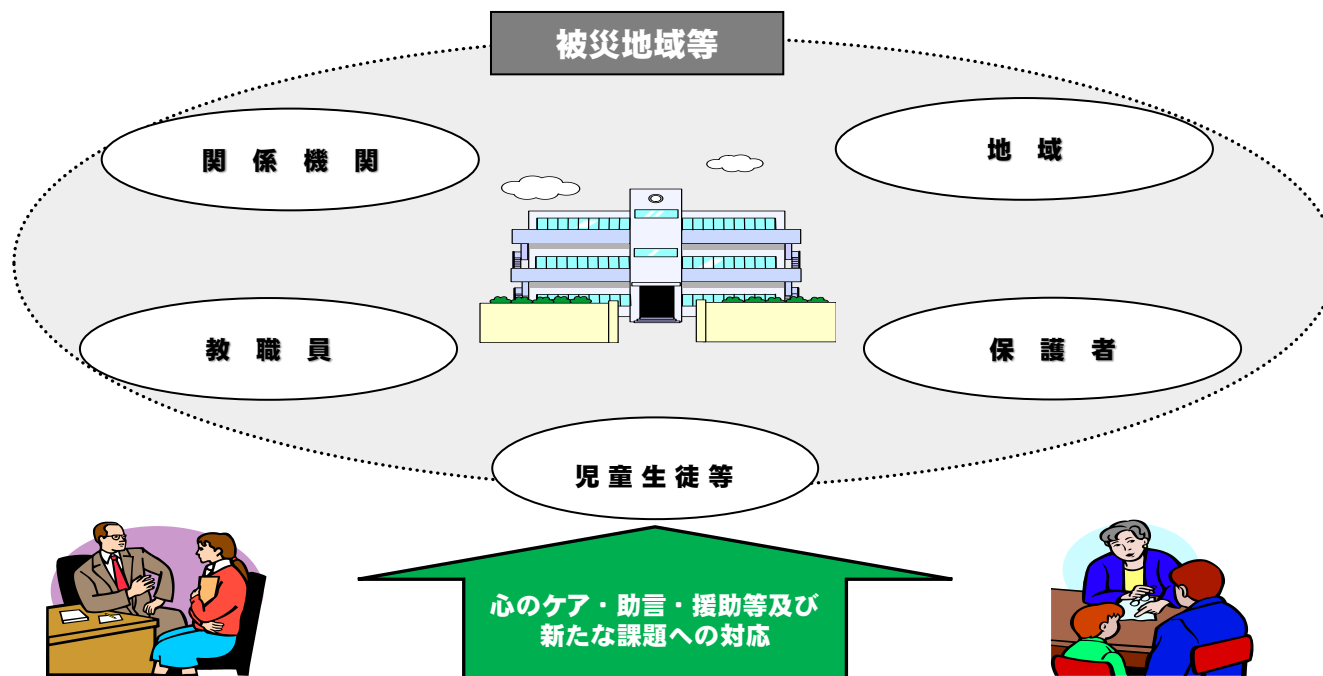 被災地域等
関係機関
地域
教職員
保護者
児童生徒等
心のケア・助言・援助等及び
新たな課題への対応